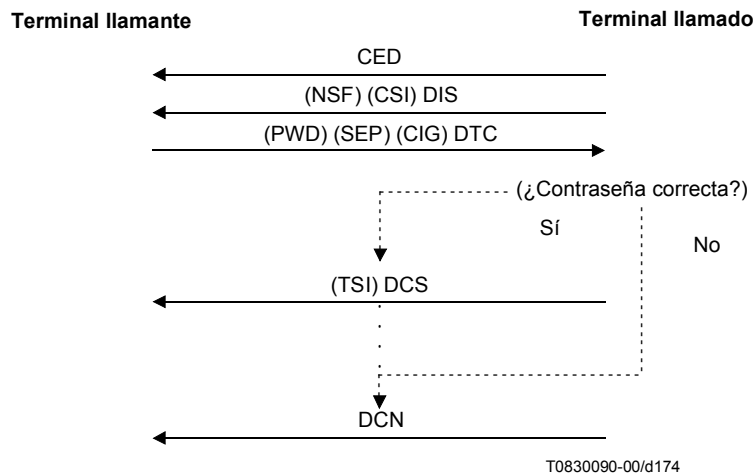 Terminal llamante
Terminal llamado
CED
(NSF) (CSI) DIS
(PWD) (SEP) (CIG) DTC
(¿Contraseña correcta?)
Sí
No
(TSI) DCS
DCN
T0830090-00/d174